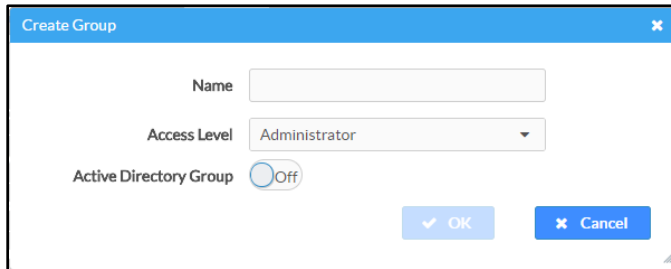 Create Group
Name
Access Level Administrator
Active Directory Group Off
OK Cancel